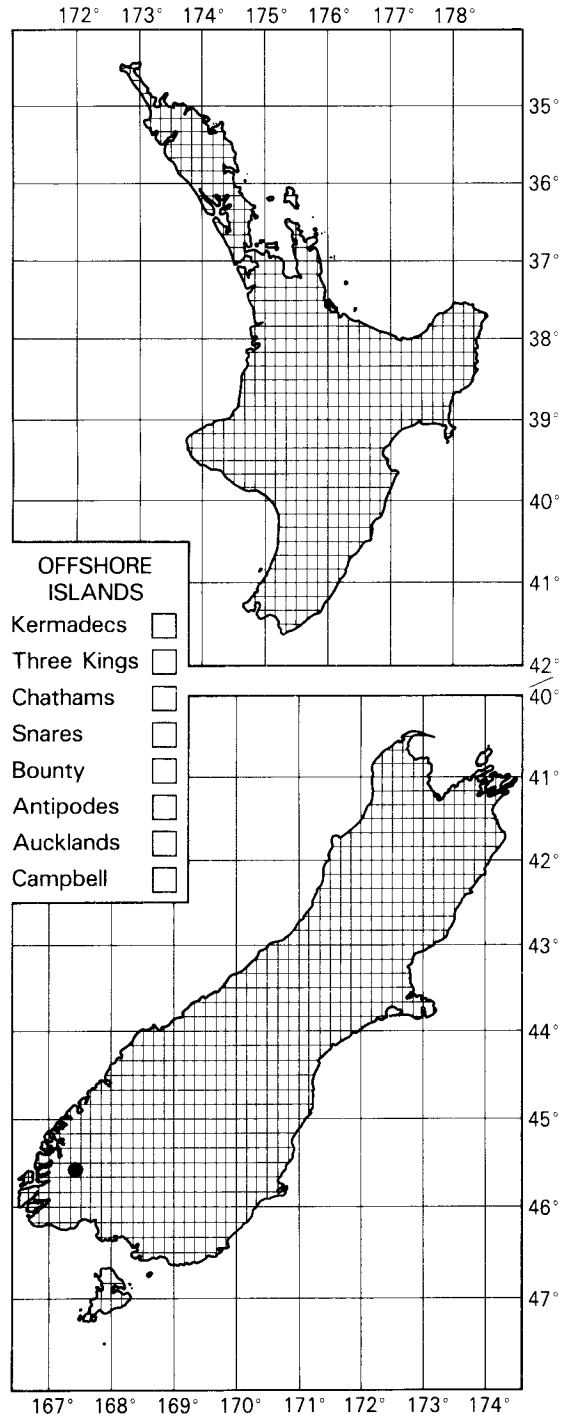 172° 173° 174° 175° 176° 177° 178°
35°
36°
37°
38°
39°
40°
41°
42°
OFFSHORE
ISLANDS
Kermadecs
Three Kings
Chathams
Snares
Bounty
Antipodes
Aucklands
Campbell
40°
41°
42°
43°
44°
45°
46°
47°
167° 168° 169° 170° 171° 172° 173° 174°